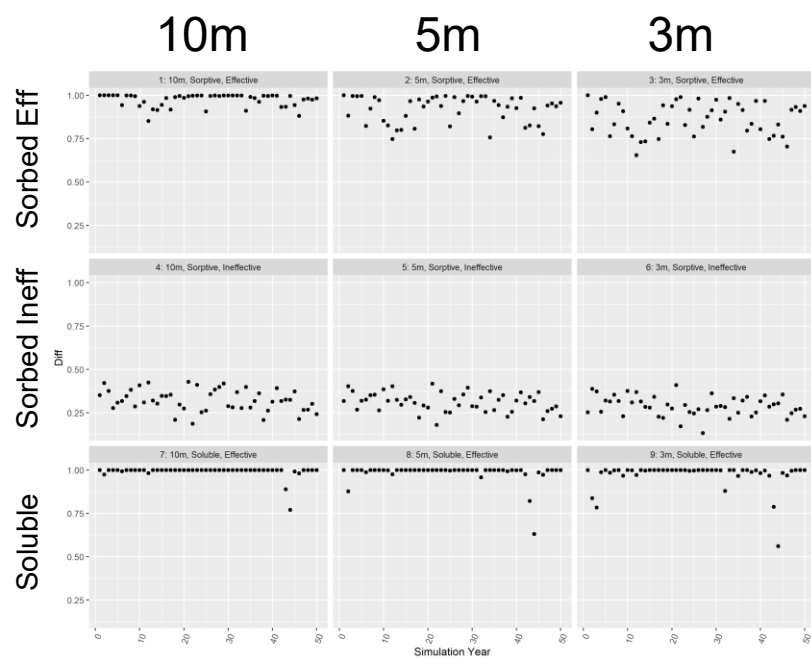 10m 5m 3m
Sorbed Eff
1: 10m, Sorptive, Effective 2: 5m, Sorptive, Effective 3: 3m, Sorptive, Effective
1.00
0.75
0.50
0.25
Sorbed Ineff
4: 10m, Sorptive, Ineffective 5: 5m, Sorptive, Ineffective 6: 3m, Sorptive, Ineffective
1.00
0.75
0.50
0.25
Diff
Soluble
7: 10m, Soluble, Effective 8: 5m, Soluble, Effective 9: 3m, Soluble, Effective
1.00
0.75
0.50
0.25
0 10 20 30 40 50 0 10 20 30 40 50 0 10 20 30 40 50
Simulation Year